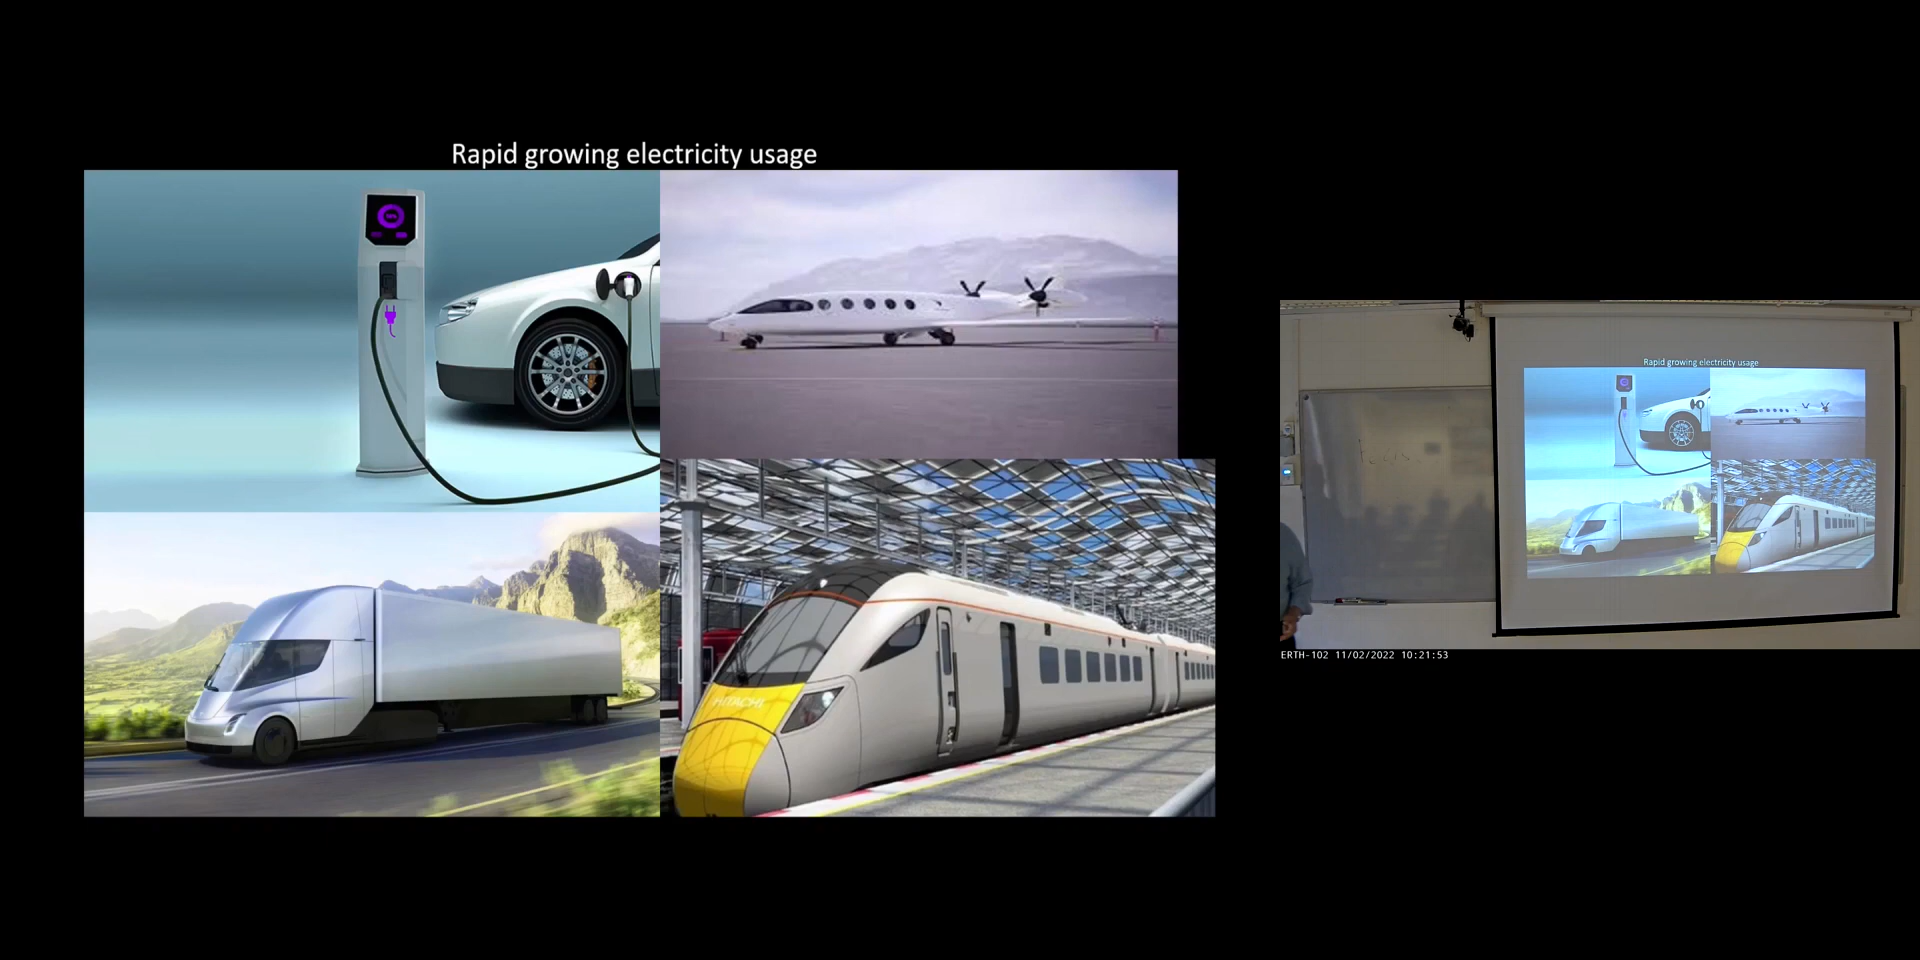 Rapid growing electricity usage
HITACHI
Rapid growing electricity usage
ERTH-102 11/02/2022 10:21:53